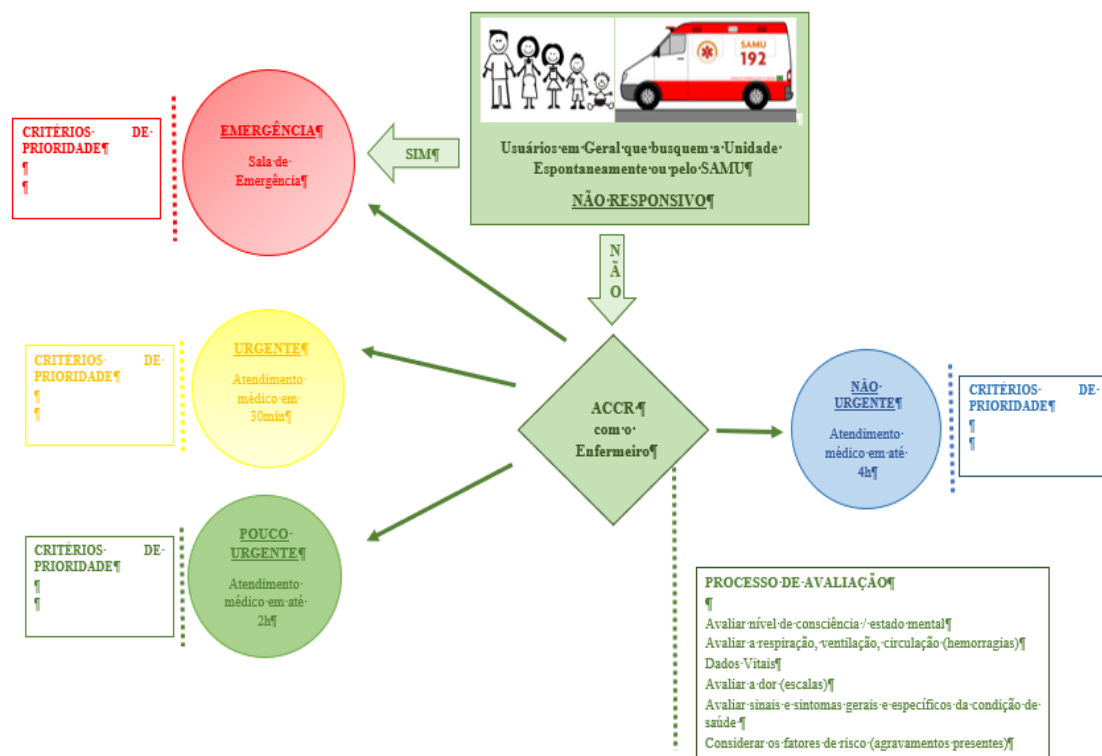 SAMU
192
Usuários·em·Geral·que·busquem·a·Unidade·
Espontaneamente·ou·pelo·SAMU¶
NÃO·RESPONSIVO¶
SIM¶
N
Ã
O
EMERGÊNCIA¶
Sala·de·
Emergência¶
CRITÉRIOS· DE·
PRIORIDADE¶
¶
¶
URGENTE¶
Atendimento·
médico·em·
30min¶
CRITÉRIOS· DE·
PRIORIDADE¶
¶
¶
ACCR·¶
com·o·
Enfermeiro¶
NÃO·
URGENTE¶
Atendimento·
médico·em·até·
4h¶
CRITÉRIOS· DE·
PRIORIDADE¶
¶
¶
POUCO·
URGENTE¶
Atendimento·
médico·em·até·
2h¶
CRITÉRIOS· DE·
PRIORIDADE¶
¶
¶
PROCESSO·DE·AVALIAÇÃO¶
¶
Avaliar·nível·de·consciência·/·estado·mental¶
Avaliar·a·respiração,·ventilação,·circulação·(hemorragias)¶
Dados·Vitais¶
Avaliar·a·dor·(escalas)¶
Avaliar·sinais·e·sintomas·gerais·e·específicos·da·condição·de·
saúde·¶
Considerar·os·fatores·de·risco·(agravamentos·presentes)¶